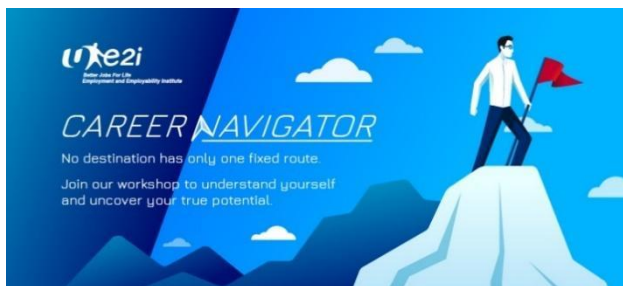 e2i
Better Jobs For Life
Employment and Employability Institute
CAREER NAVIGATOR
No destination has only one fixed route.
Join our workshop to understand yourself
and uncover your true potential.